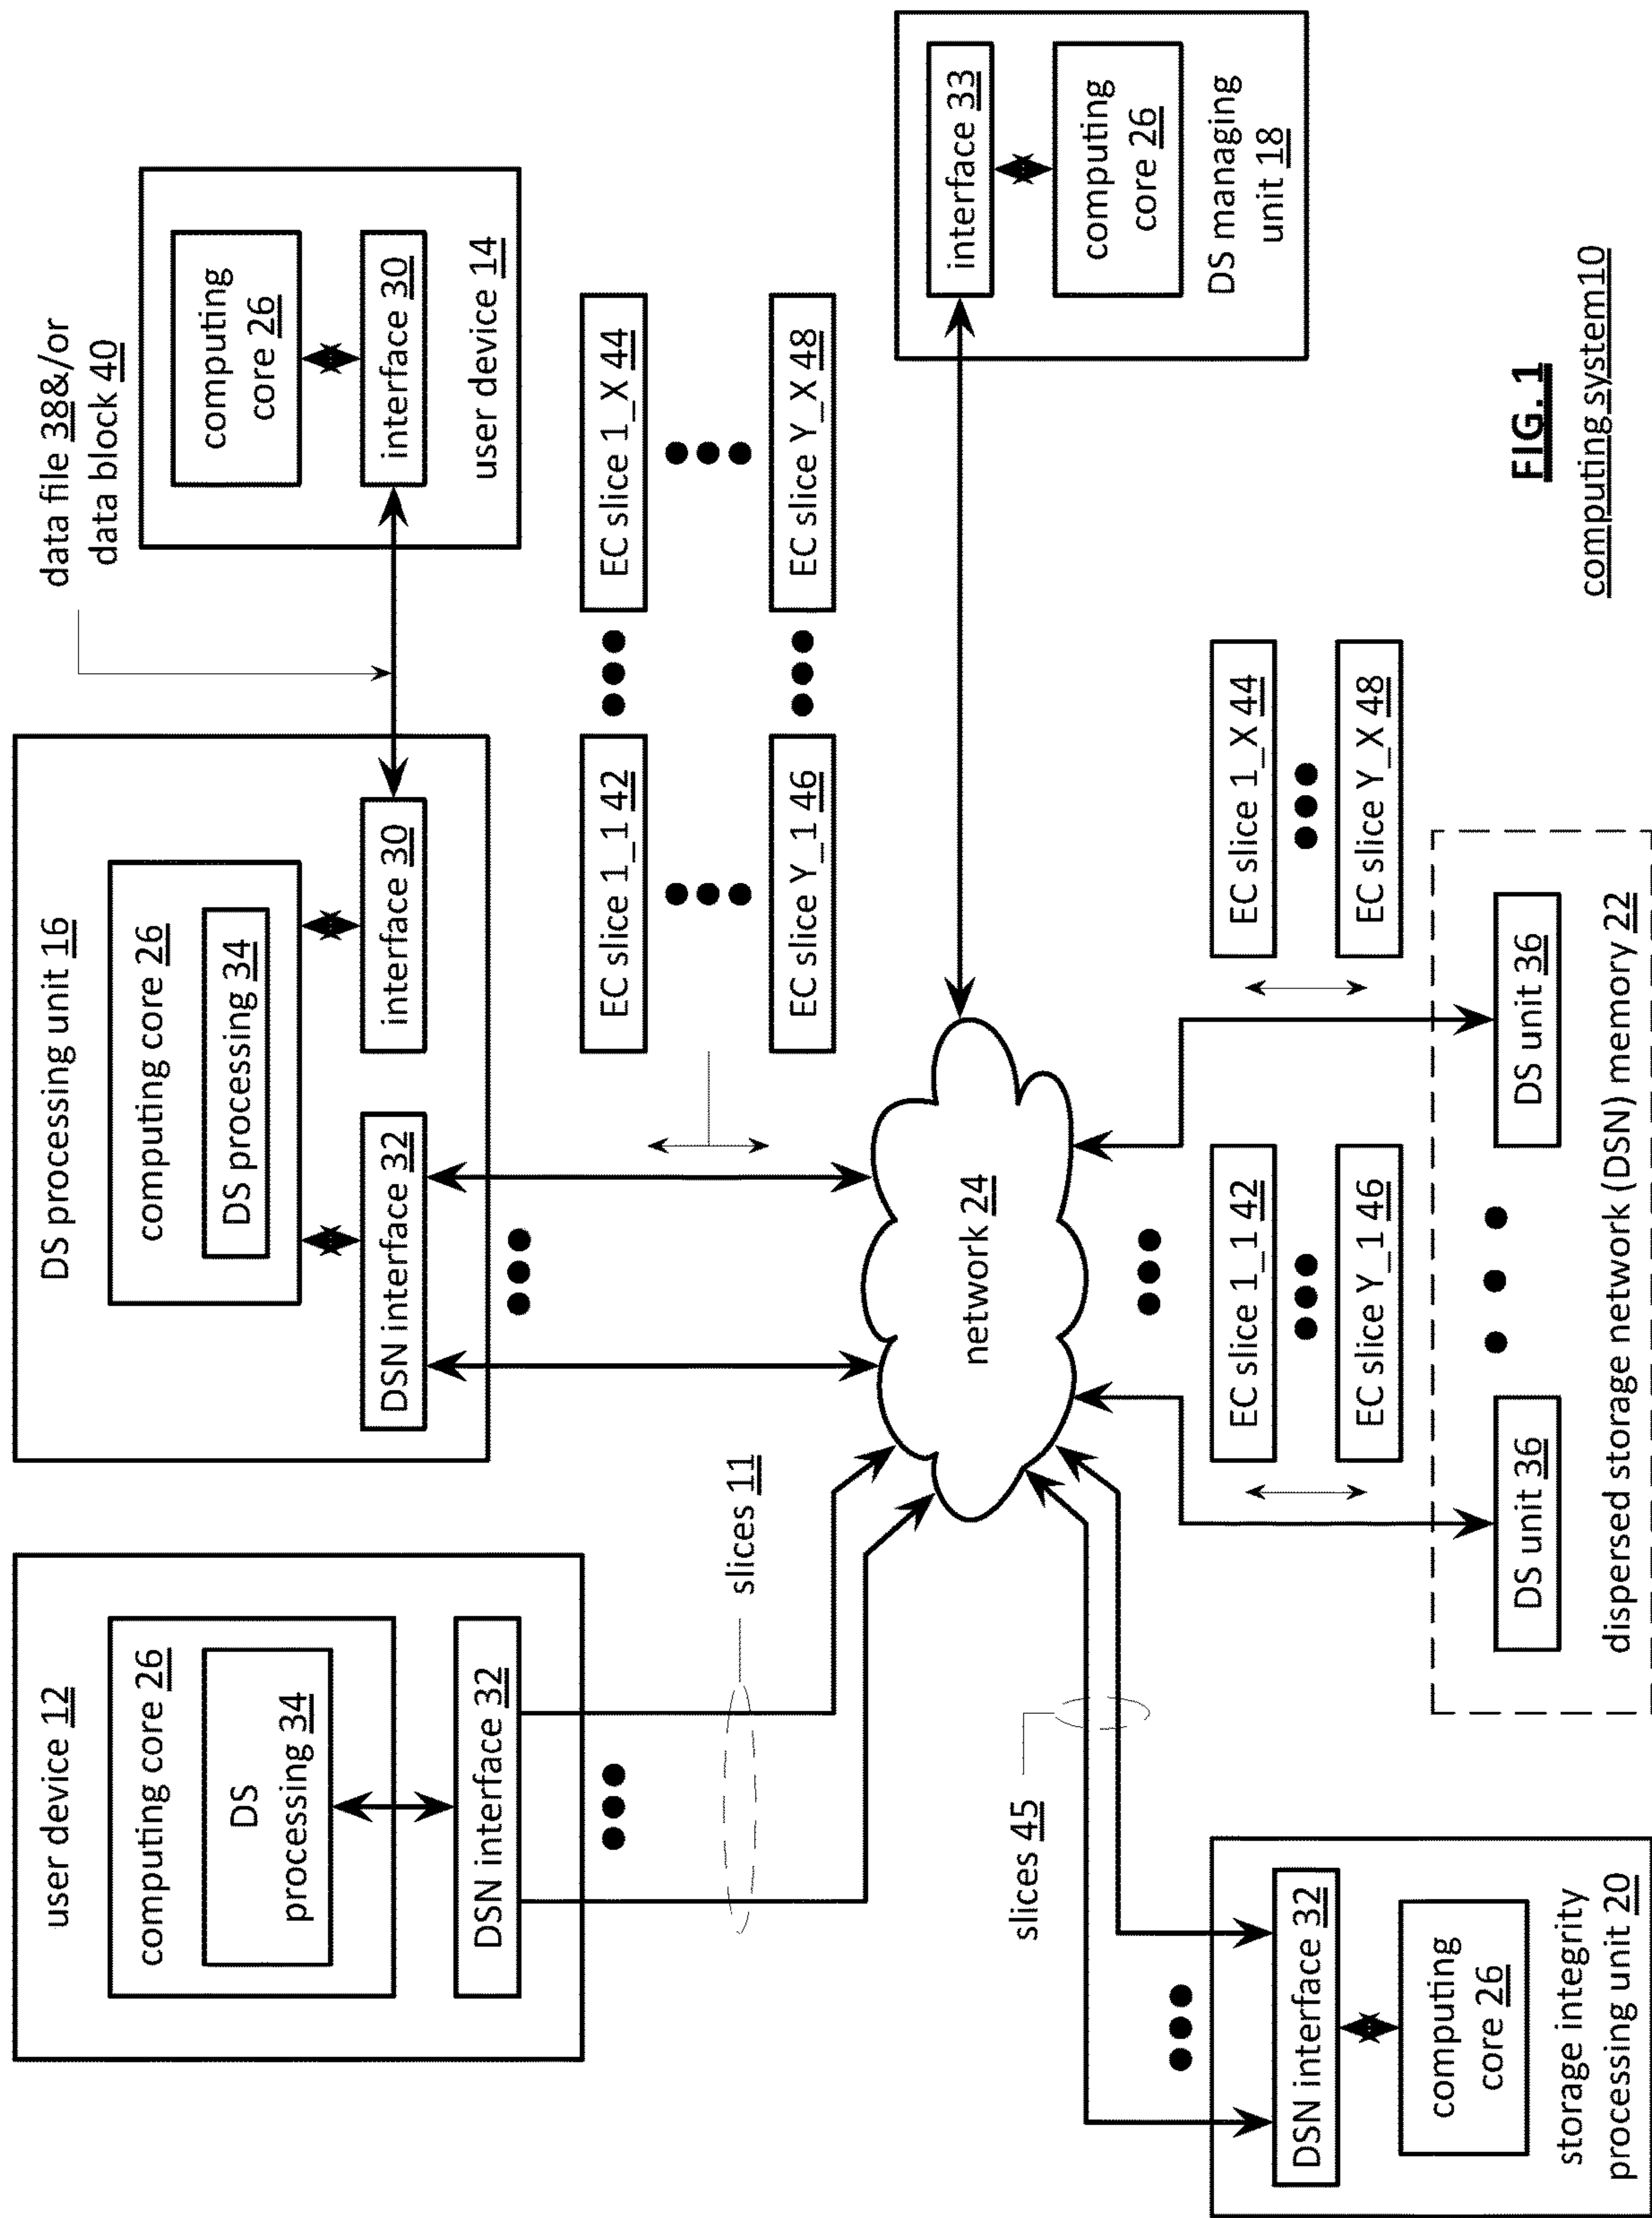 user device 12
computing core 26
DS
processing 34
DSN interface 32
slices 11
DS processing unit 16
computing core 26
DS processing 34
DSN interface 32
interface 30
data file 38&/or
data block 40
computing
core 26
interface 30
user device 14
EC slice 1_1 42
EC slice 1_X 44
EC slice Y_1 46
EC slice Y_X 48
network 24
interface 33
computing
core 26
DS managing
unit 18
slices 45
DSN interface 32
computing
core 26
storage integrity
processing unit 20
EC slice 1_1 42
EC slice Y_1 46
EC slice 1_X 44
EC slice Y_X 48
DS unit 36
DS unit 36
dispersed storage network (DSN) memory 22
FIG. 1
computing system10